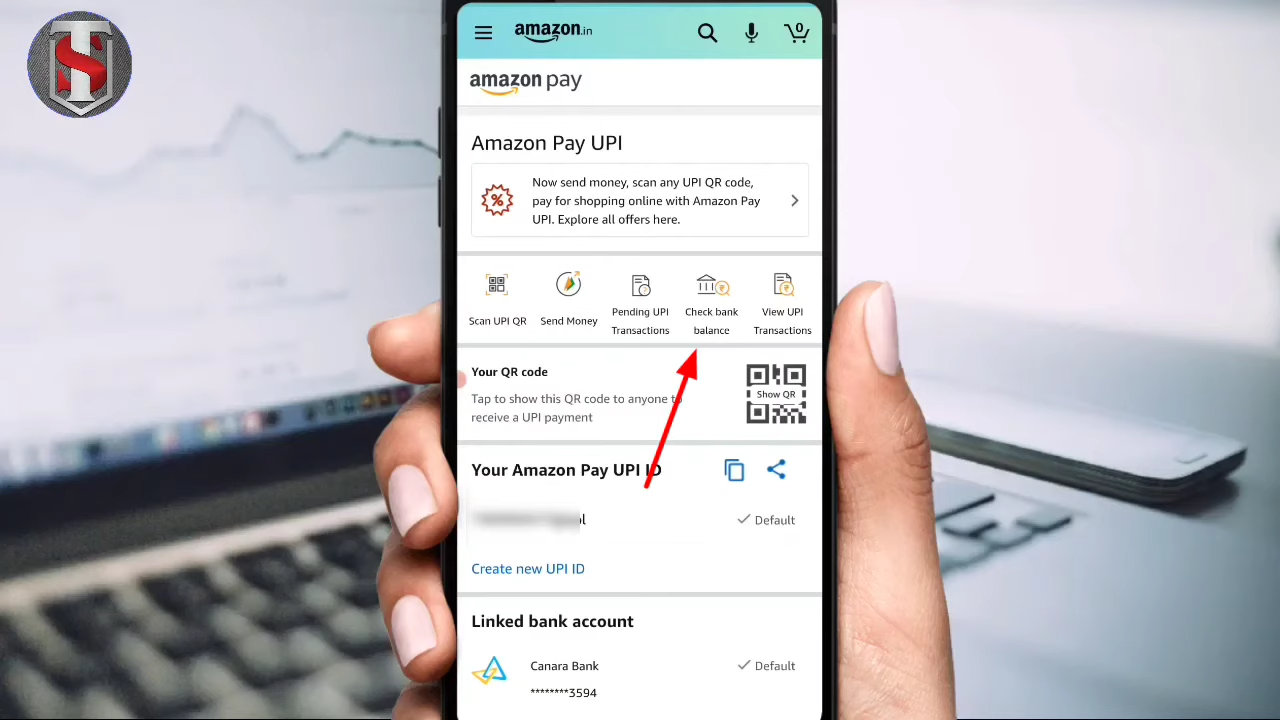 TS
amazon.in
0
amazon pay
Amazon Pay UPI
Now send money, scan any UPI QR code,
pay for shopping online with Amazon Pay
UPI. Explore all offers here.
%
Scan UPI QR
Send Money
Pending UPI
Transactions
Check bank
balance
View UPI
Transactions
Your QR code
Tap to show this QR code to anyone to
receive a UPI payment
Show QR
Your Amazon Pay UPI ID
Default
Create new UPI ID
Linked bank account
Canara Bank
Default
********3594